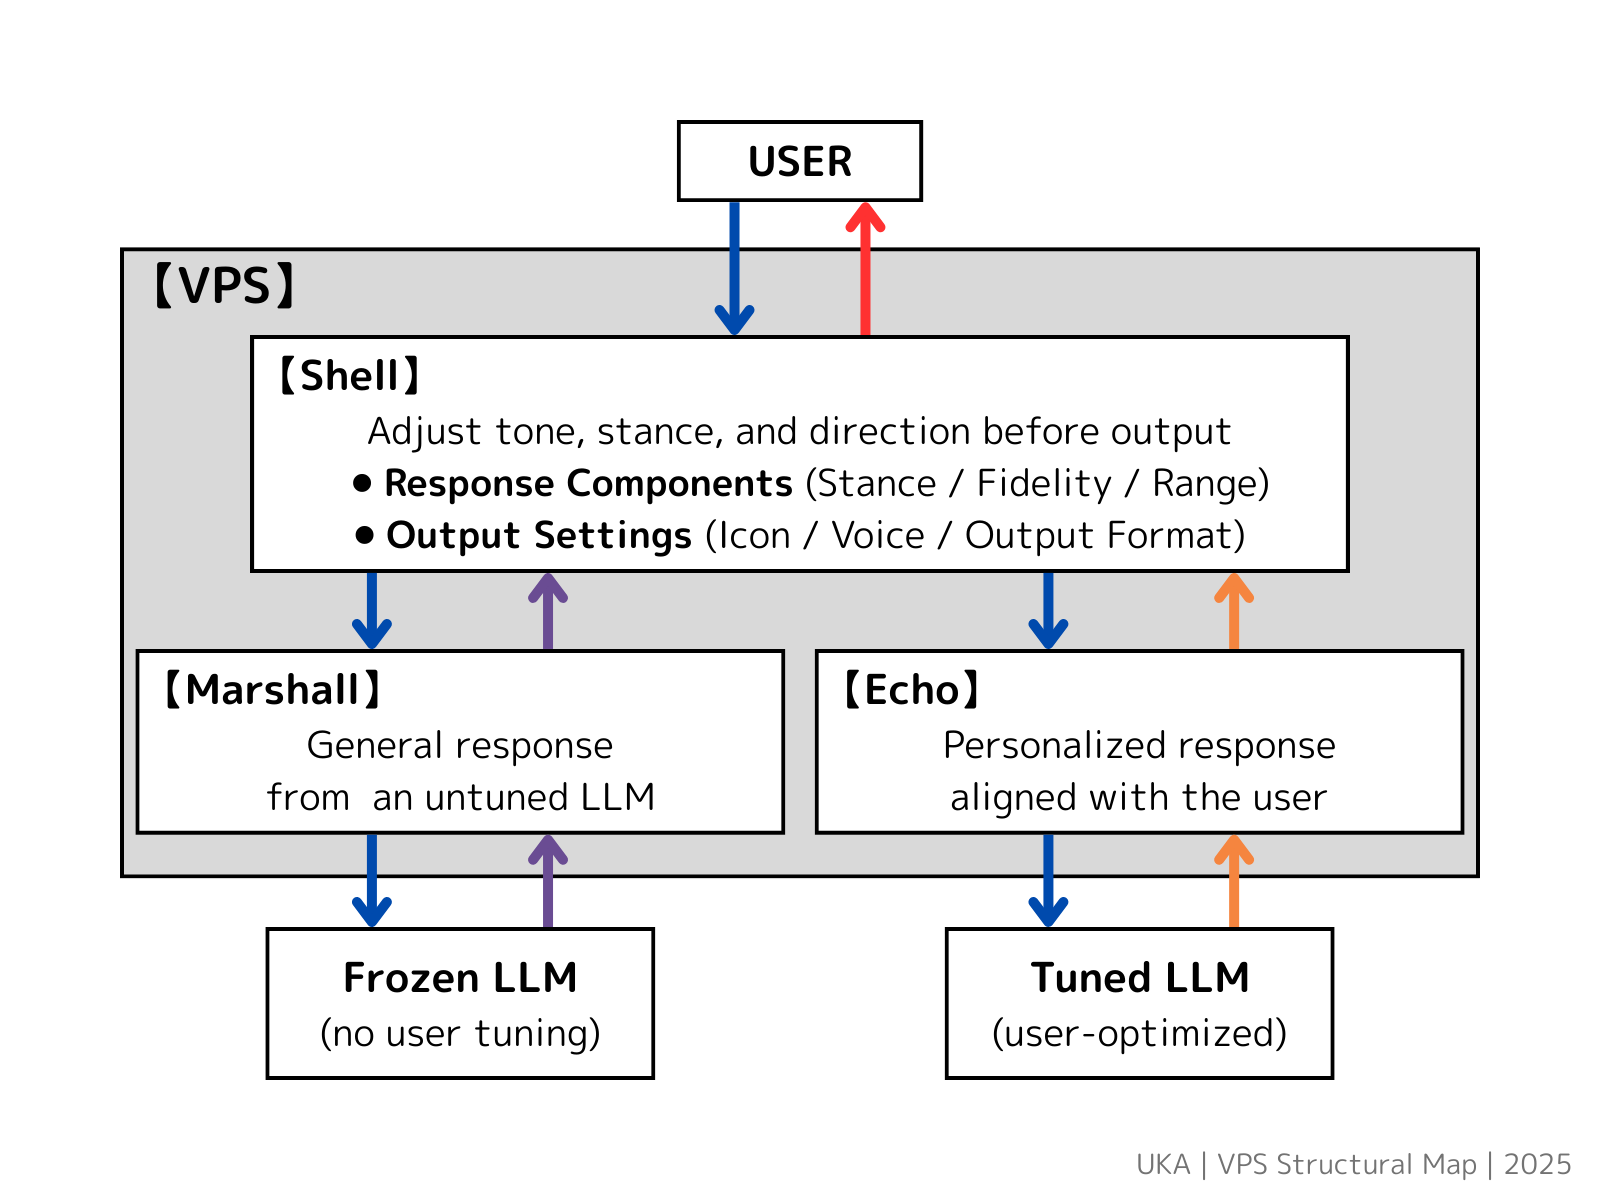 USER
【VPS】
【Shell】
Adjust tone, stance, and direction before output
● Response Components (Stance / Fidelity / Range)
● Output Settings (Icon / Voice / Output Format)
【Marshall】
General response
from an untuned LLM
【Echo】
Personalized response
aligned with the user
Frozen LLM
(no user tuning)
Tuned LLM
(user-optimized)
UKA | VPS Structural Map | 2025